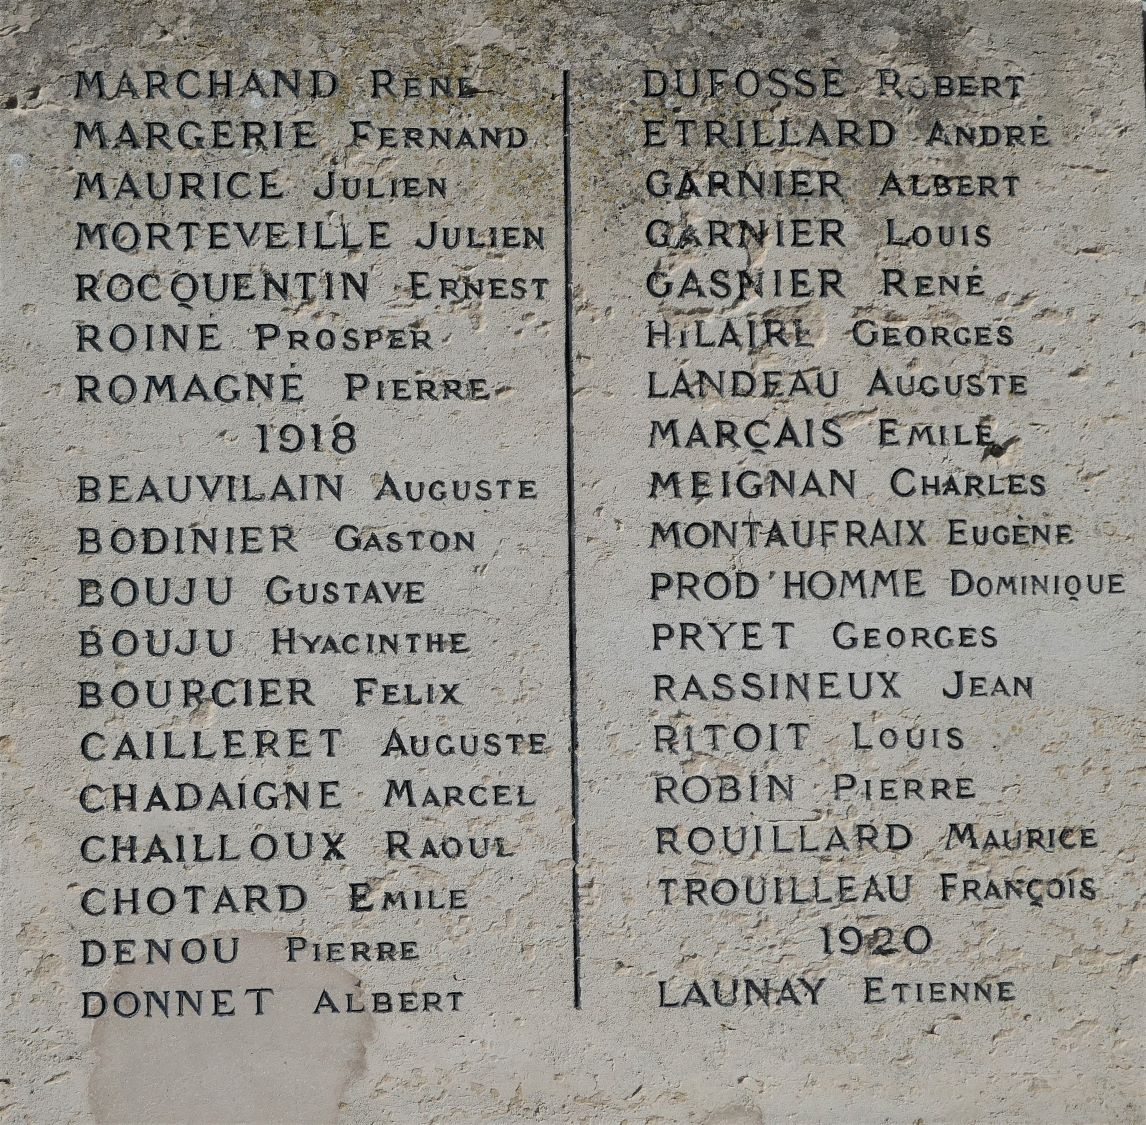 MARCHAND RENÉ
MARGERIE FERNAND
MAURICE JULIEN
MORTEVEILLE JULIEN
ROCQUENTIN ERNEST
ROINE PROSPER
ROMAGNÉ PIERRE
1918
BEAUVILAIN AUGUSTE
BODINIER GASTON
BOUJU GUSTAVE
BOUJU HYACINTHE
BOURCIER FELIX
CAILLERET AUGUSTE
CHADAIGNE MARCEL
CHAILLOUX RAOUL
CHOTARD EMILE
DENOU PIERRE
DONNET ALBERT
DUFOSSÉ ROBERT
ETRILLARD ANDRÉ
GARNIER ALBERT
GARNIER LOUIS
GASNIER RENÉ
HILAIRE GEORGES
LANDEAU AUGUSTE
MARÇAIS EMILE
MEIGNAN CHARLES
MONTAUFRAIX EUGÈNE
PROD'HOMME DOMINIQUE
PRYET GEORGES
RASSINEUX JEAN
RITOIT LOUIS
ROBIN PIERRE
ROUILLARD MAURICE
TROUILLEAU FRANÇOIS
1920
LAUNAY ETIENNE